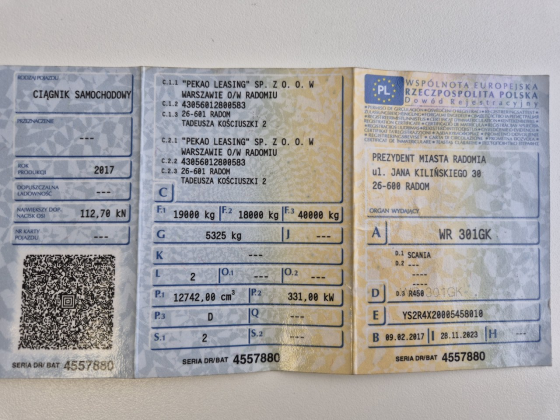 RODZAJ POJAZDU
CIĄGNIK SAMOCHODOWY
PRZEZNACZENIE
---
ROK PRODUKCJI
2017
DOPUSZCZALNA ŁADOWNOŚĆ
---
NAJWIĘKSZY DOP. NACISK OSI
112,70 kN
NR KARTY POJAZDU
---
SERIA DR/BAT 4557880
C.1.1 "PEKAO LEASING" SP. Z O. O. W
WARSZAWIE O/W RADOMIU
C.1.2 43056012800583
C.1.3 26-601 RADOM
TADEUSZA KOŚCIUSZKI 2
C.2.1 "PEKAO LEASING" SP. Z O. O. W
WARSZAWIE O/W RADOMIU
C.2.2 43056012800583
C.2.3 26-601 RADOM
TADEUSZA KOŚCIUSZKI 2
C
F.1 19000 kg F.2 18000 kg F.3 40000 kg
G 5325 kg J ---
K ---
L 2 O.1 --- O.2 ---
P.1 12742,00 cm³ P.2 331,00 kW
P.3 D Q
S.1 2 S.2 ---
SERIA DR/BAT 4557880
PL
WSPÓLNOTA EUROPEJSKA
RZECZPOSPOLITA POLSKA
Dowód Rejestracyjny
PREZYDENT MIASTA RADOMIA
ul. JANA KILIŃSKIEGO 30
26-600 RADOM
ORGAN WYDAJĄCY
A WR 301GK
D.1 SCANIA
D.2 ---
----
----
D D.3 R450
E YS2R4X20005458010
B 09.02.2017 I 28.11.2023 H ---
SERIA DR/BAT 4557880